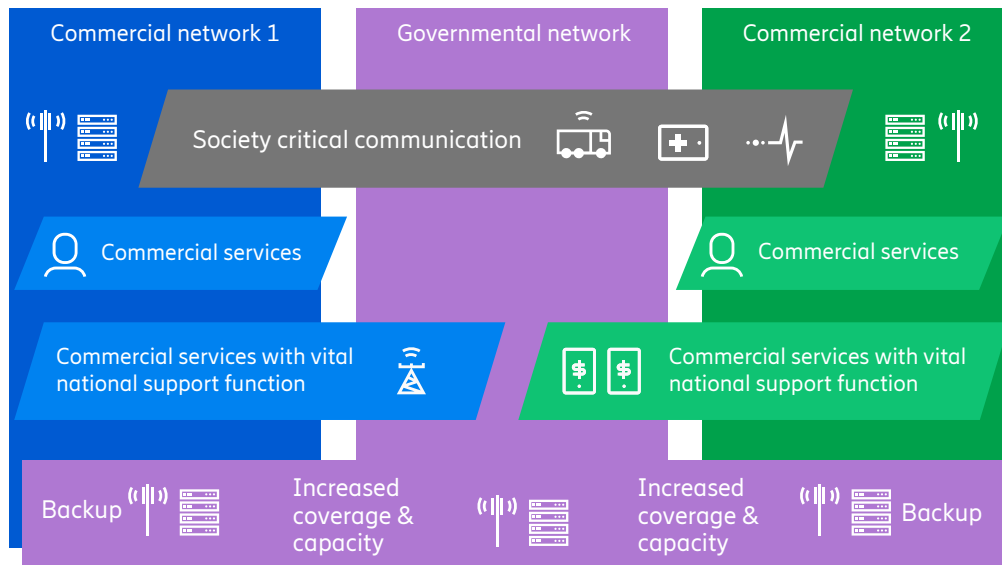 Commercial network 1
Governmental network
Commercial network 2
Society critical communication
Commercial services
Commercial services
Commercial services with vital
national support function
$ $
Commercial services with vital
national support function
Backup
Increased
coverage &
capacity
Increased
coverage &
capacity
Backup